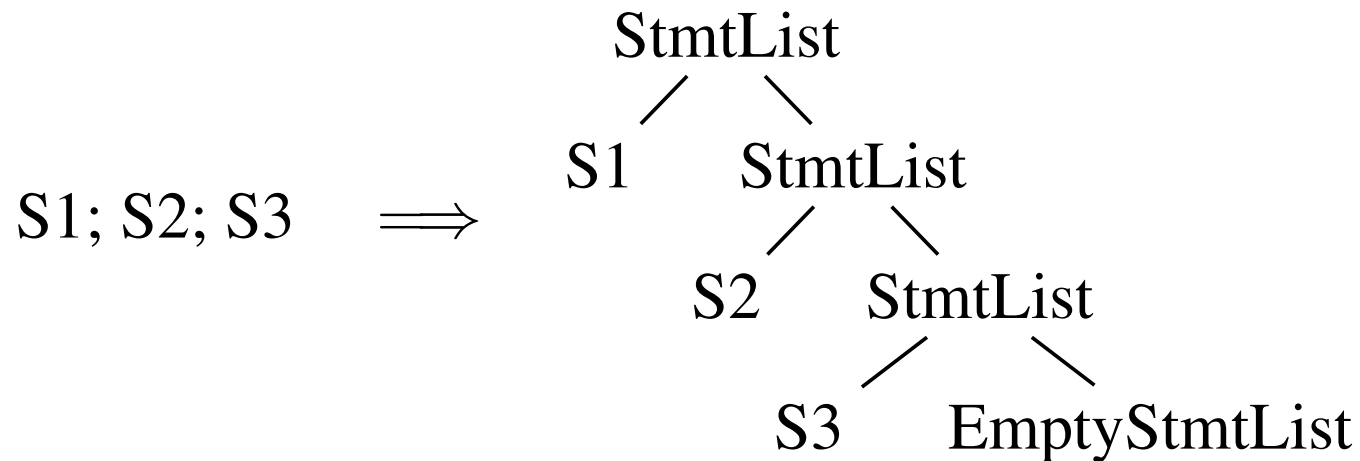 StmtList
S1 StmtList
S1; S2; S3 ⟹
S2 StmtList
S3 EmptyStmtList